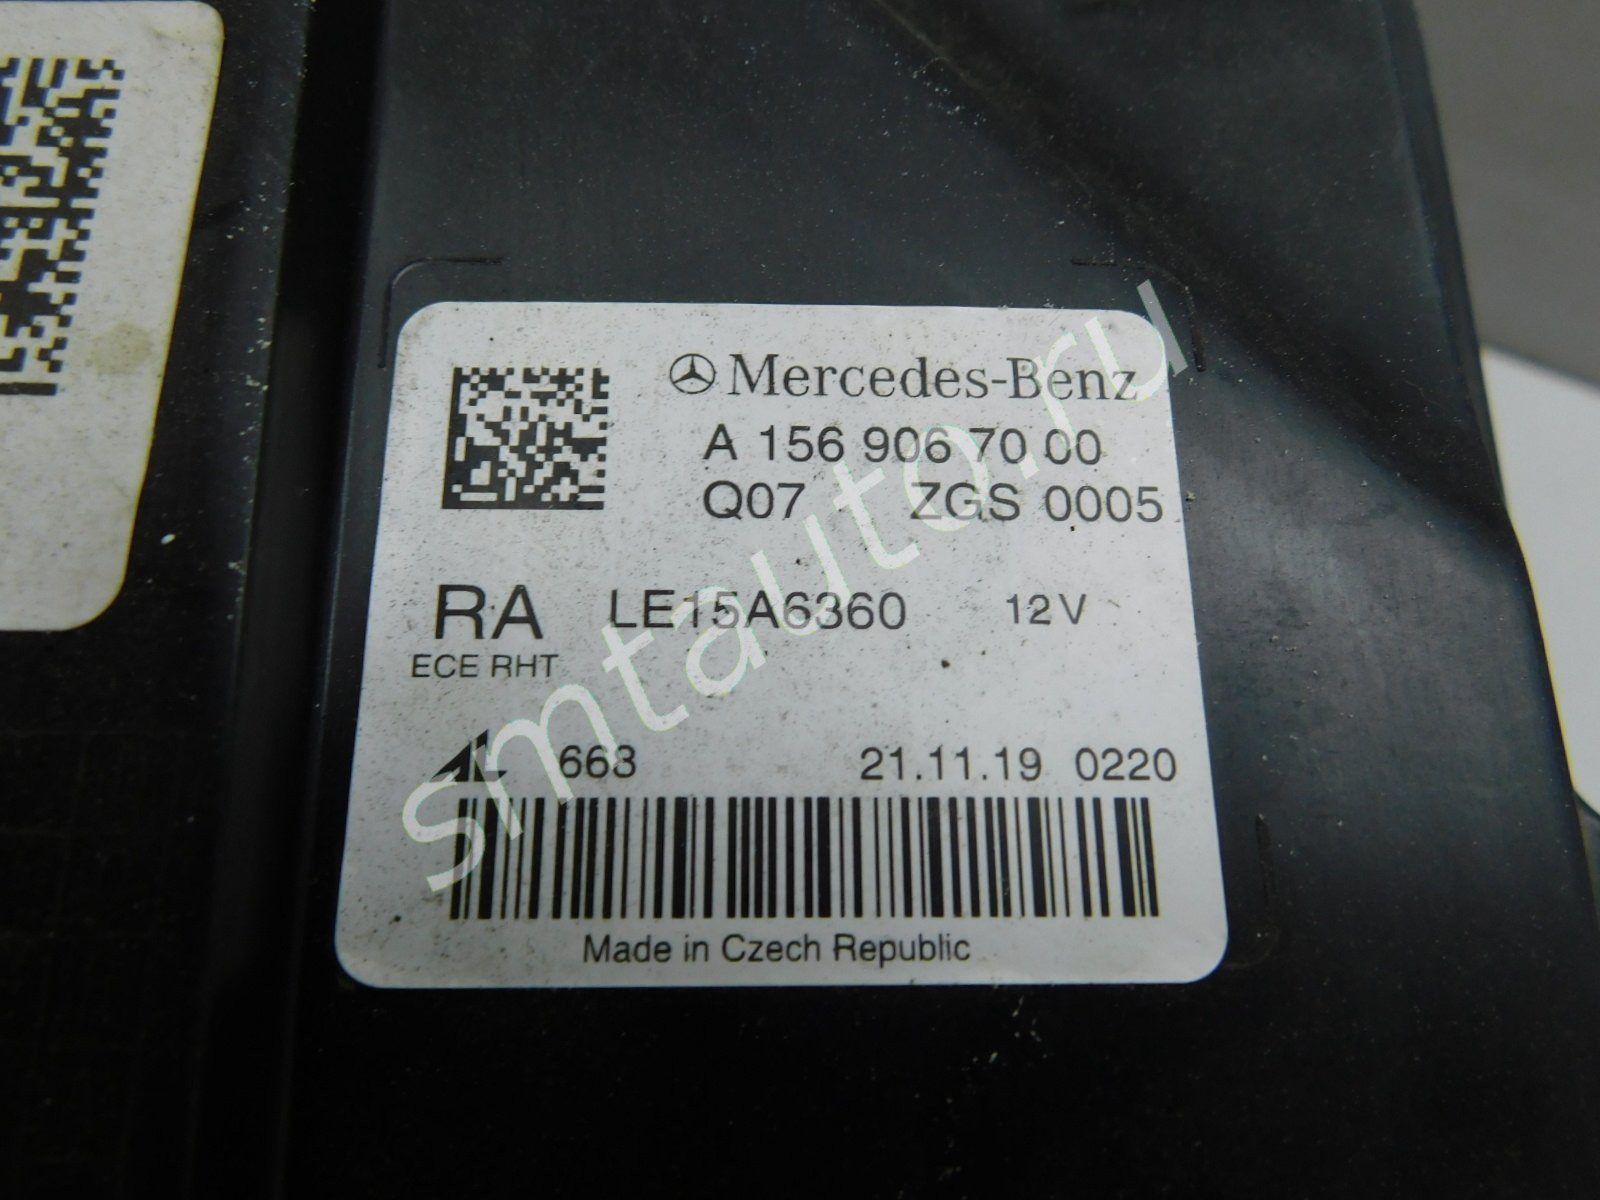 Mercedes-Benz
A 156 906 70 00
Q07 ZGS 0005
RA LE15A6360 12V
ECE RHT
AL 663 21.11.19 0220
Made in Czech Republic
smtauto.ru